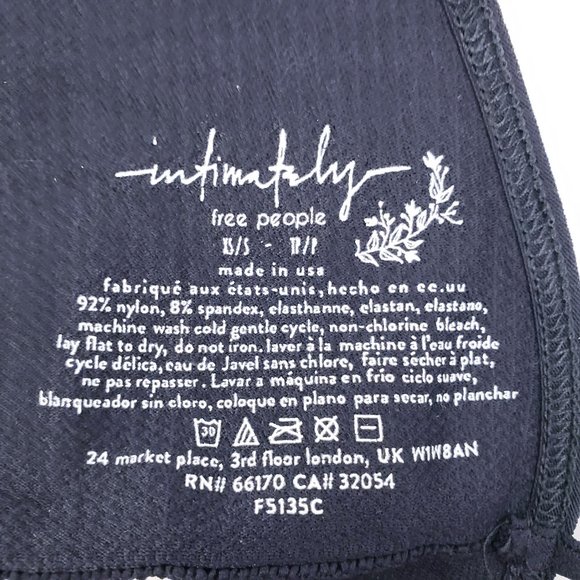 intimately
free people
XS/S - TP/P
made in usa
fabriqué aux états-unis, hecho en ee.uu
92% nylon, 8% spandex, elasthanne, elastan, elastano,
machine wash cold gentle cycle, non-chlorine bleach,
lay flat to dry, do not iron. laver à la machine à l'eau froide
cycle délica, eau de Javel sans chlore, faire sécher à plat,
ne pas repasser. Lavar a máquina en frío ciclo suave,
blanqueador sin cloro, coloque en plano para secar, no planchar
30
24 market place, 3rd floor london, UK W1W8AN
RN# 66170 CA# 32054
F5135C